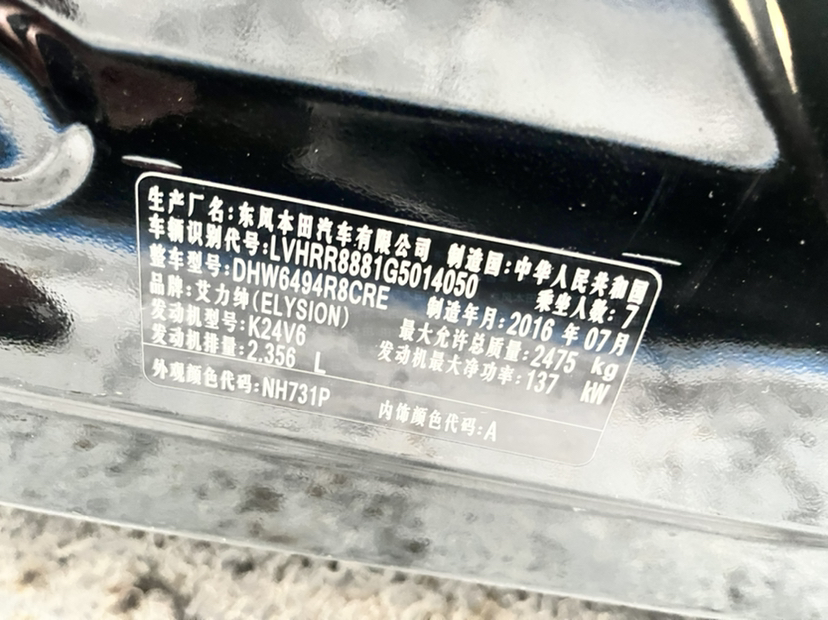 生产厂名:东风本田汽车有限公司 制造国:中华人民共和国
车辆识别代号:LVHRR8881G5014050 乘坐人数:7
整车型号:DHW6494R8CRE 制造年月:2016 年 07月
品牌:艾力绅(ELYSION) 最大允许总质量:2475 kg
发动机型号:K24V6 发动机最大净功率:137 kW
发动机排量:2.356 L
外观颜色代码:NH731P 内饰颜色代码:A